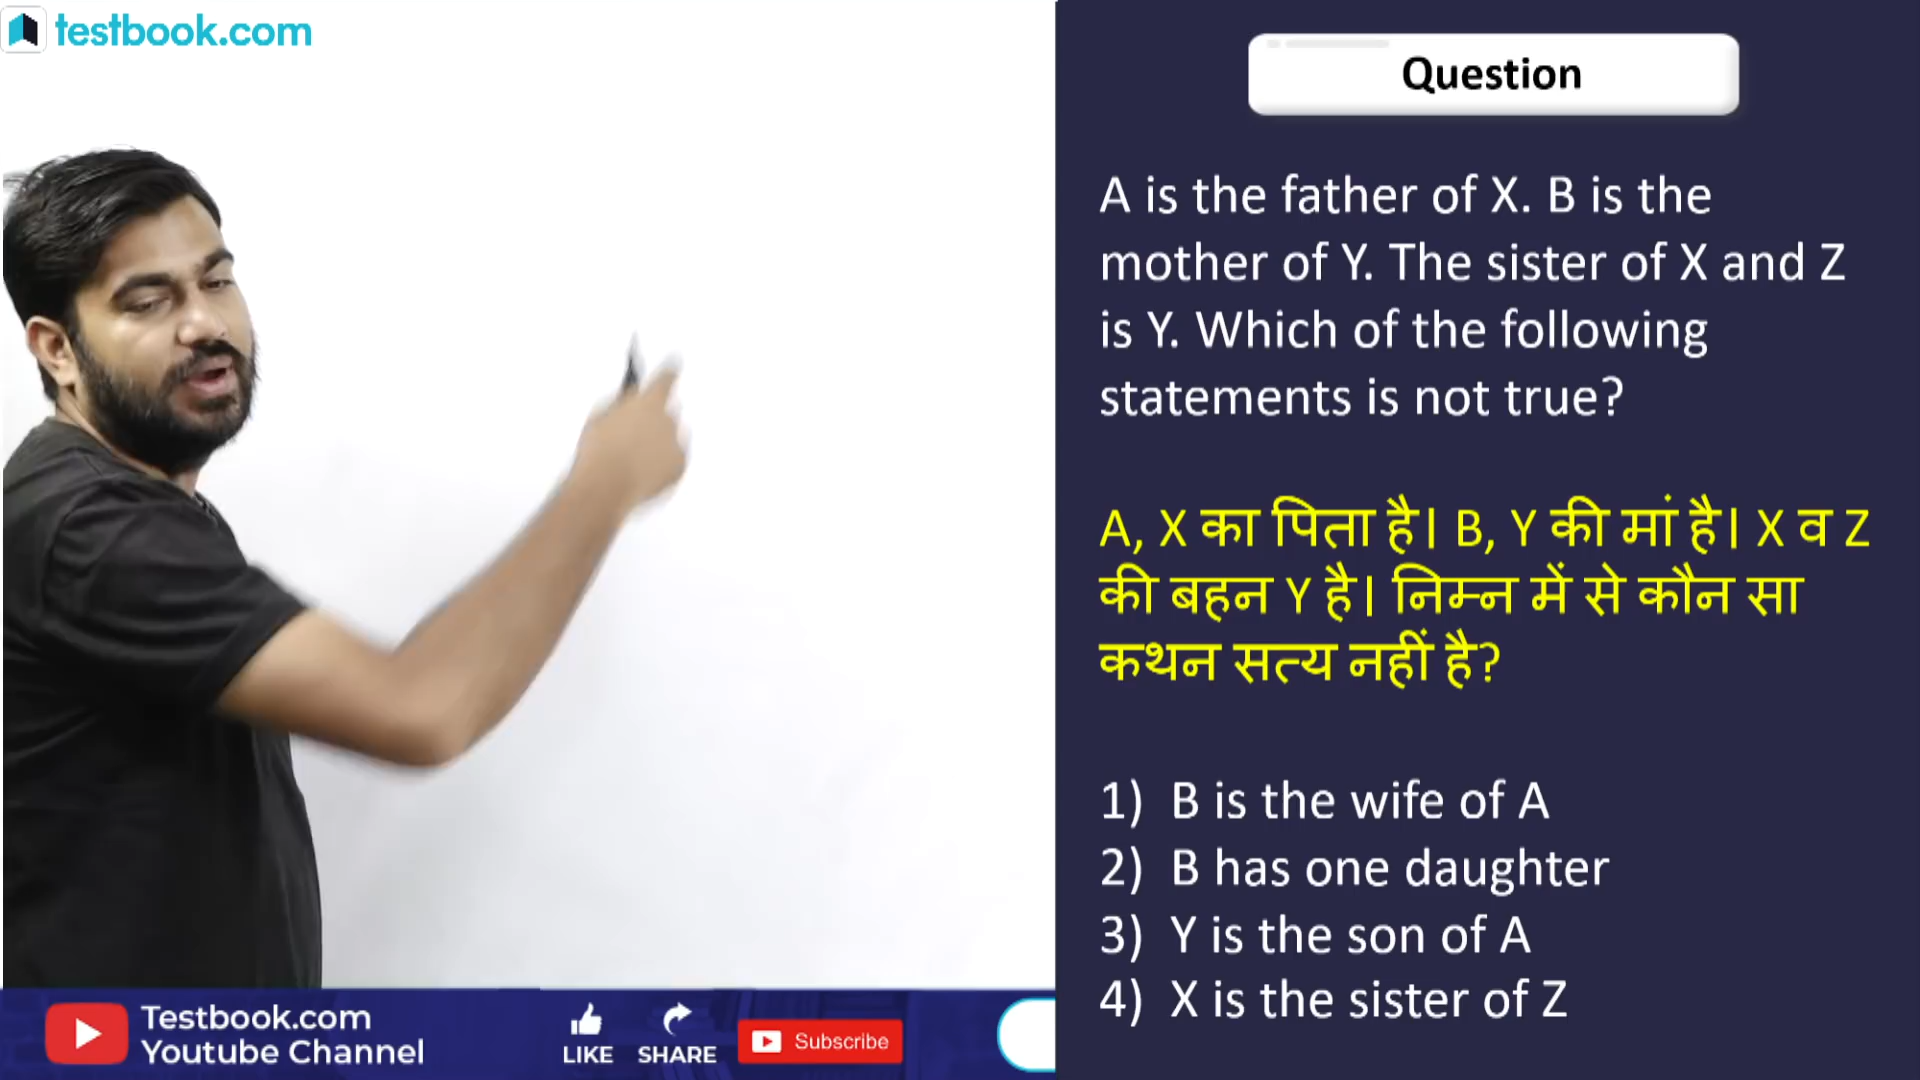 testbook.com
Question
A is the father of X. B is the
mother of Y. The sister of X and Z
is Y. Which of the following
statements is not true?
A, X का पिता है। B, Y की मां है। X व Z
की बहन Y है। निम्न में से कौन सा
कथन सत्य नहीं है?
1) B is the wife of A
2) B has one daughter
3) Y is the son of A
4) X is the sister of Z
Testbook.com
Youtube Channel
LIKE
SHARE
Subscribe